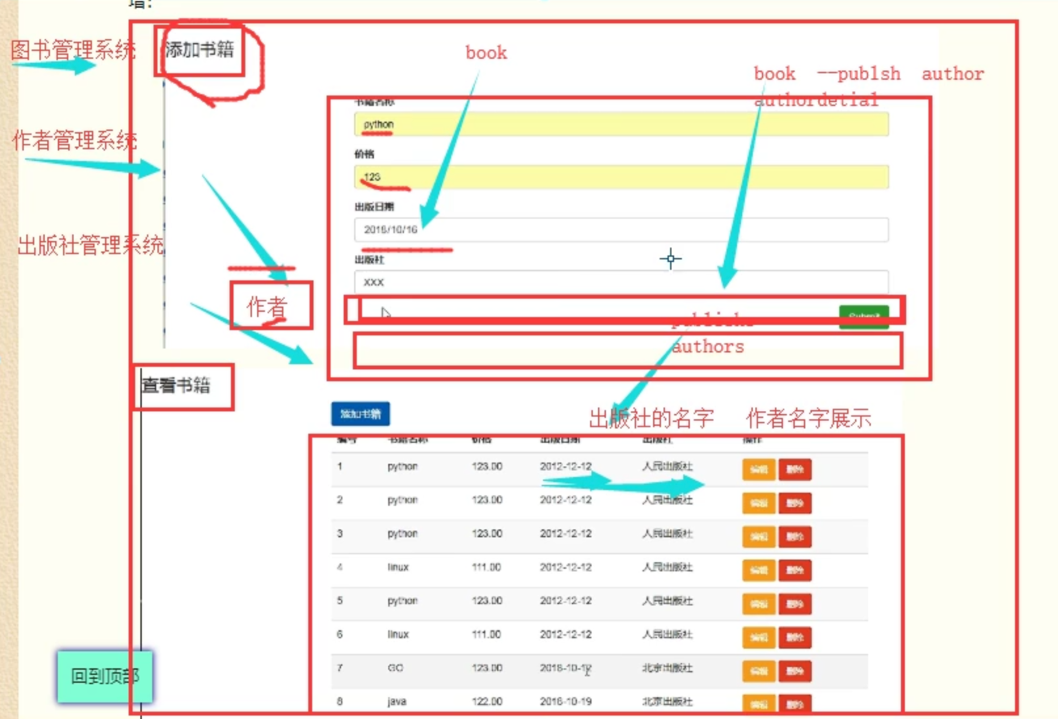 增:
图书管理系统
添加书籍
book
book --publsh author
authordetial
书籍名称
python
作者管理系统
价格
123
出版日期
2016/10/16
出版社管理系统
出版社
XXX
作者
Submit
authors
查看书籍
添加书籍
出版社的名字 作者名字展示
编号 书籍名称 价格 出版日期 出版社 操作
1 python 123.00 2012-12-12 人民出版社 编辑 删除
2 python 123.00 2012-12-12 人民出版社 编辑 删除
3 python 123.00 2012-12-12 人民出版社 编辑 删除
4 linux 111.00 2012-12-12 人民出版社 编辑 删除
5 python 123.00 2012-12-12 人民出版社 编辑 删除
6 linux 111.00 2012-12-12 人民出版社 编辑 删除
7 GO 123.00 2016-10-12 北京出版社 编辑 删除
8 java 122.00 2016-10-19 北京出版社 编辑 删除
回到顶部